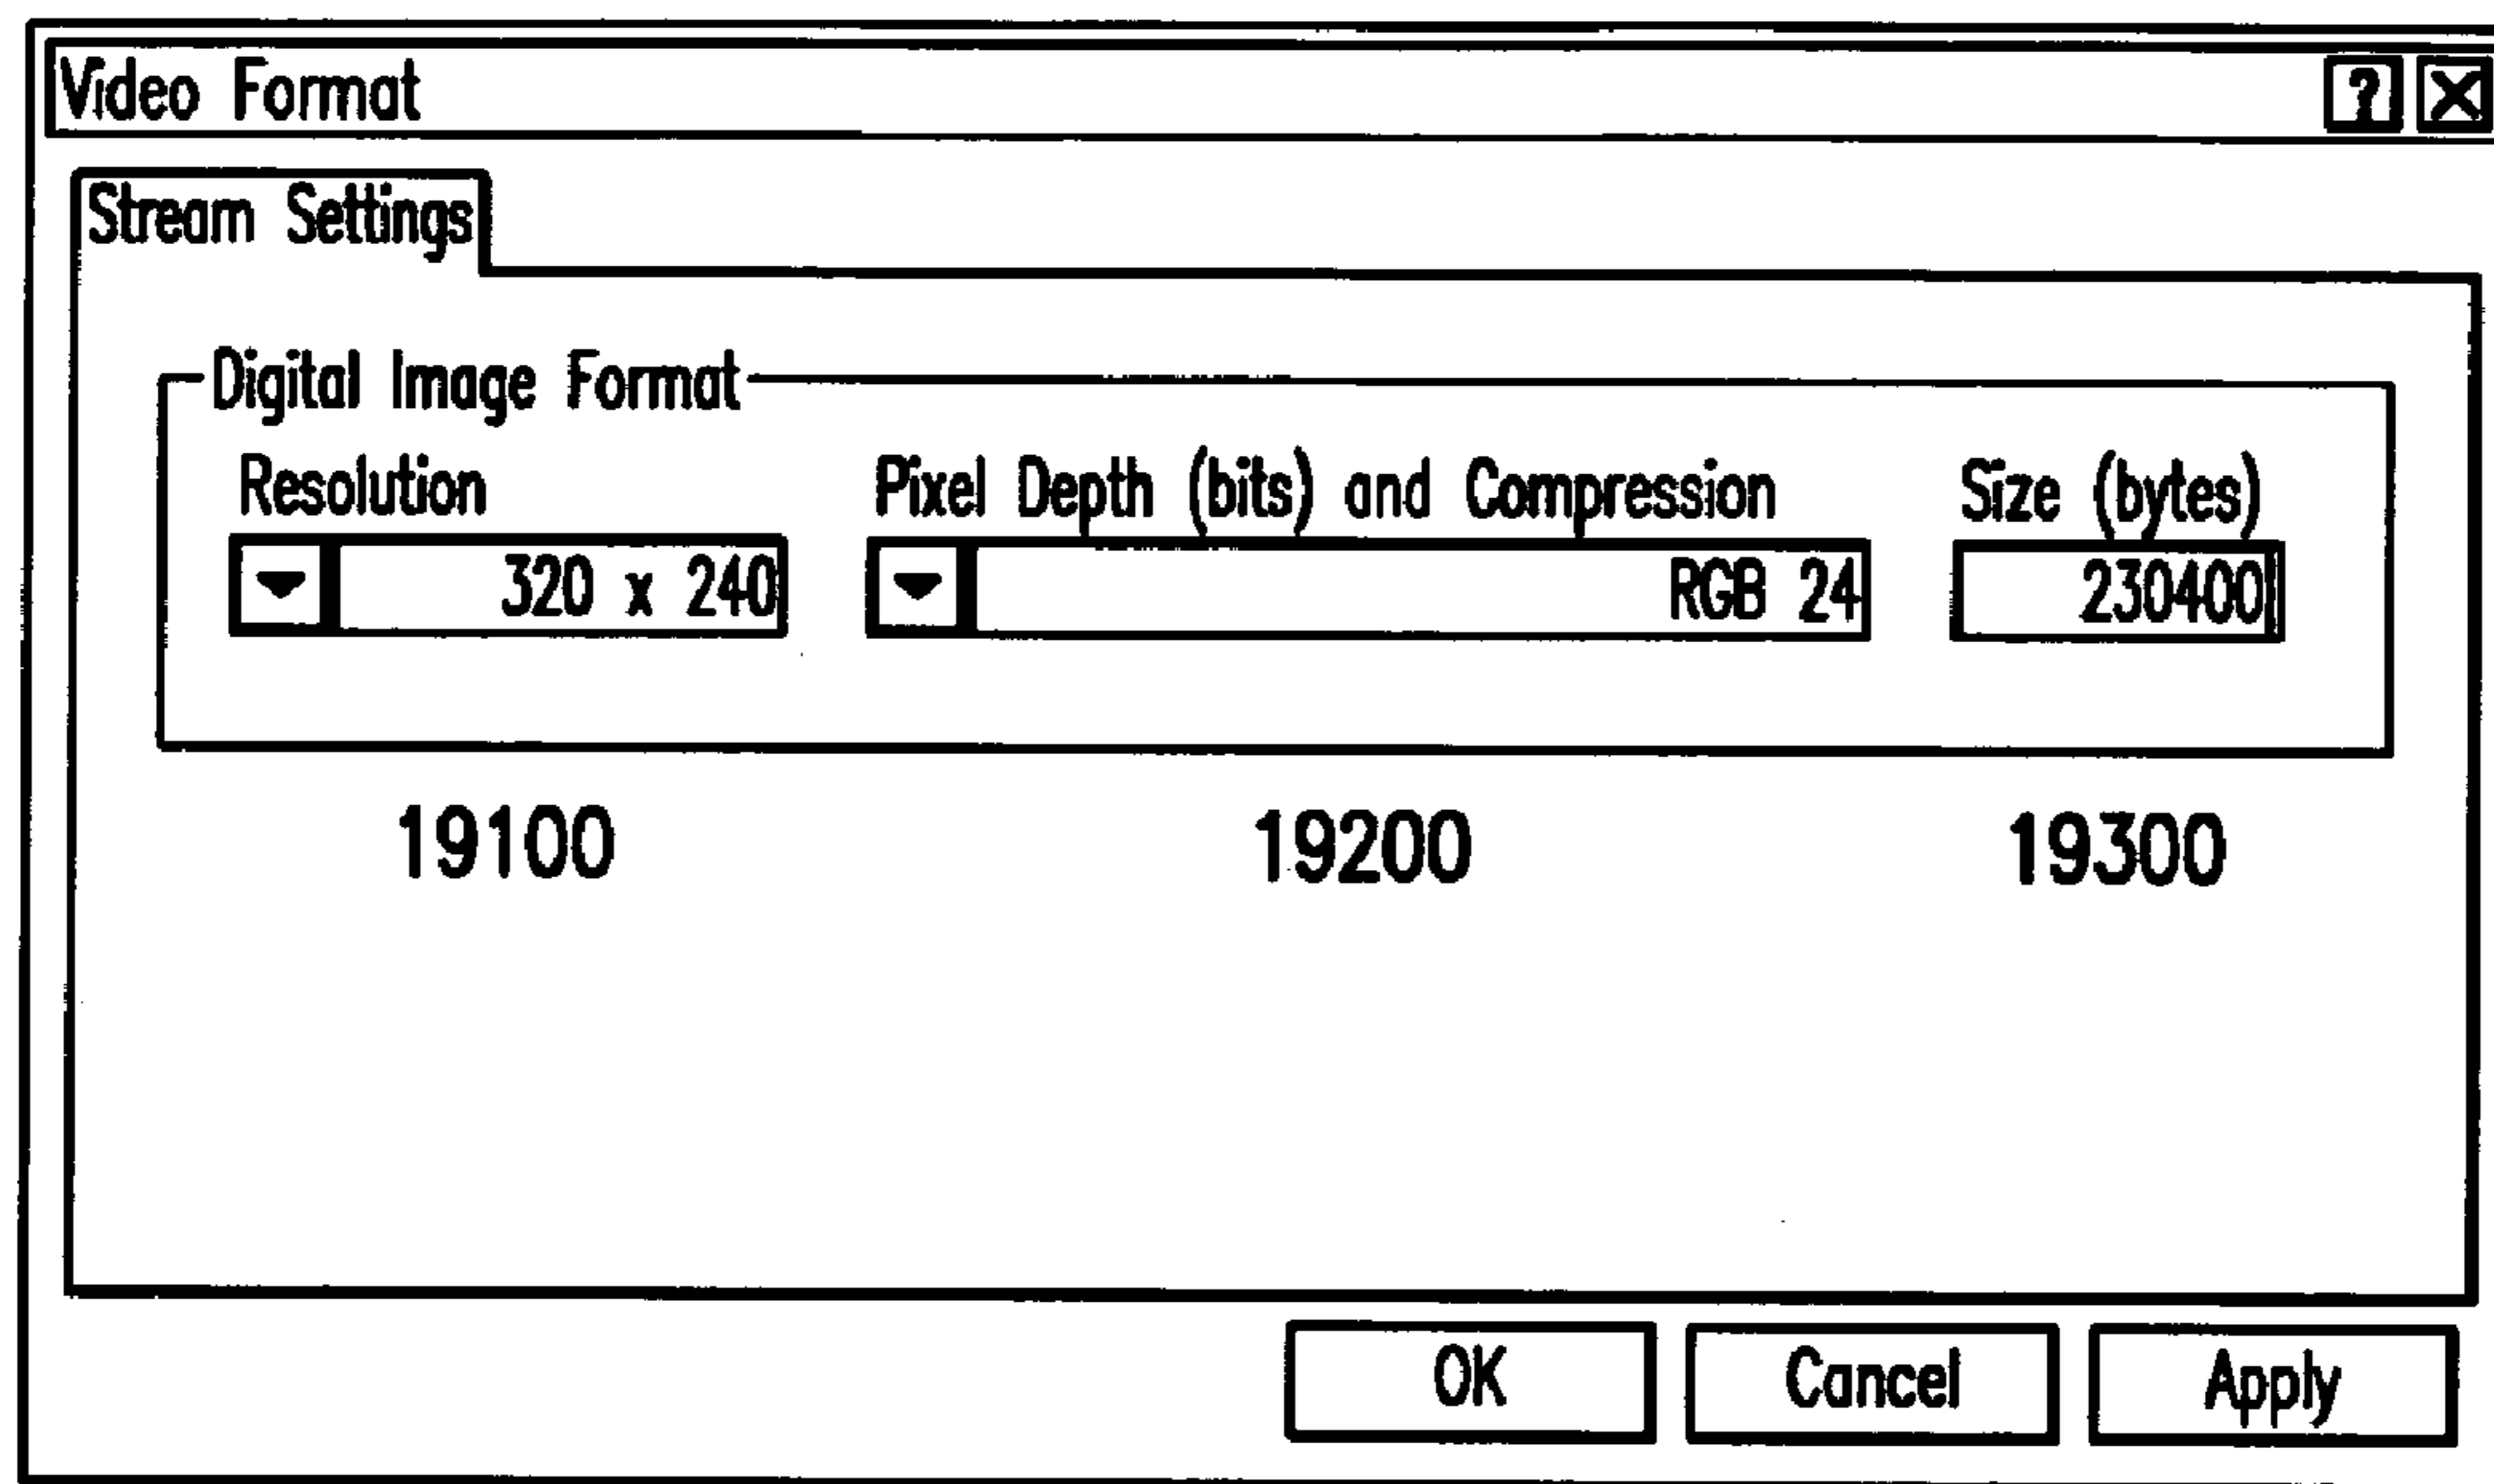 Video Format ? X
Stream Settings
Digital Image Format
Resolution Pixel Depth (bits) and Compression Size (bytes)
320 x 240 RGB 24 230400
19100 19200 19300
OK Cancel Apply